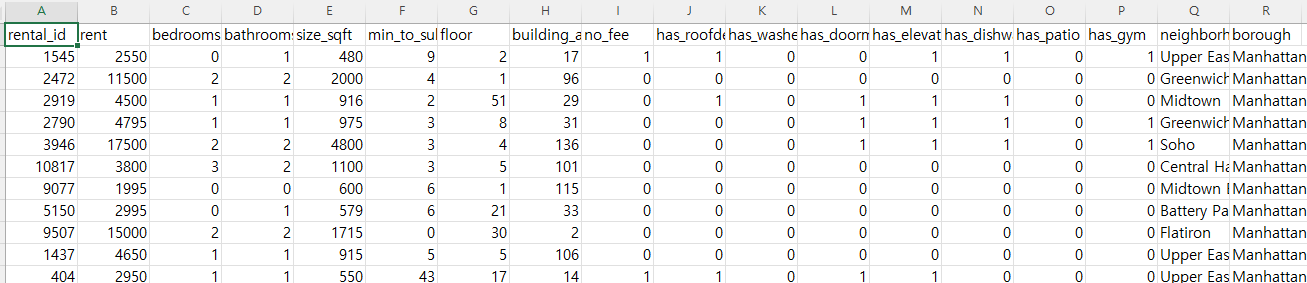 A B C D E F G H I J K L M N O P Q R
rental_id rent bedrooms bathrooms size_sqft min_to_sul floor building_a no_fee has_roofde has_washe has_doorn has_elevat has_dishw has_patio has_gym neighborh borough
1545 2550 0 1 480 9 2 17 1 1 0 0 1 1 0 1 Upper Eas Manhattan
2472 11500 2 2 2000 4 1 96 0 0 0 0 0 0 0 0 Greenwich Manhattan
2919 4500 1 1 916 2 51 29 0 1 0 1 1 1 0 0 Midtown Manhattan
2790 4795 1 1 975 3 8 31 0 0 0 1 1 1 0 1 Greenwich Manhattan
3946 17500 2 2 4800 3 4 136 0 0 0 1 1 1 0 1 Soho Manhattan
10817 3800 3 2 1100 3 5 101 0 0 0 0 0 0 0 0 Central Ha Manhattan
9077 1995 0 0 600 6 1 115 0 0 0 0 0 0 0 0 Midtown E Manhattan
5150 2995 0 1 579 6 21 33 0 0 0 0 0 0 0 0 Battery Pa Manhattan
9507 15000 2 2 1715 0 30 2 0 0 0 0 0 0 0 0 Flatiron Manhattan
1437 4650 1 1 915 5 5 106 0 0 0 0 0 0 0 0 Upper Eas Manhattan
404 2950 1 1 550 43 17 14 1 1 0 1 1 0 0 0 Upper Eas Manhattan